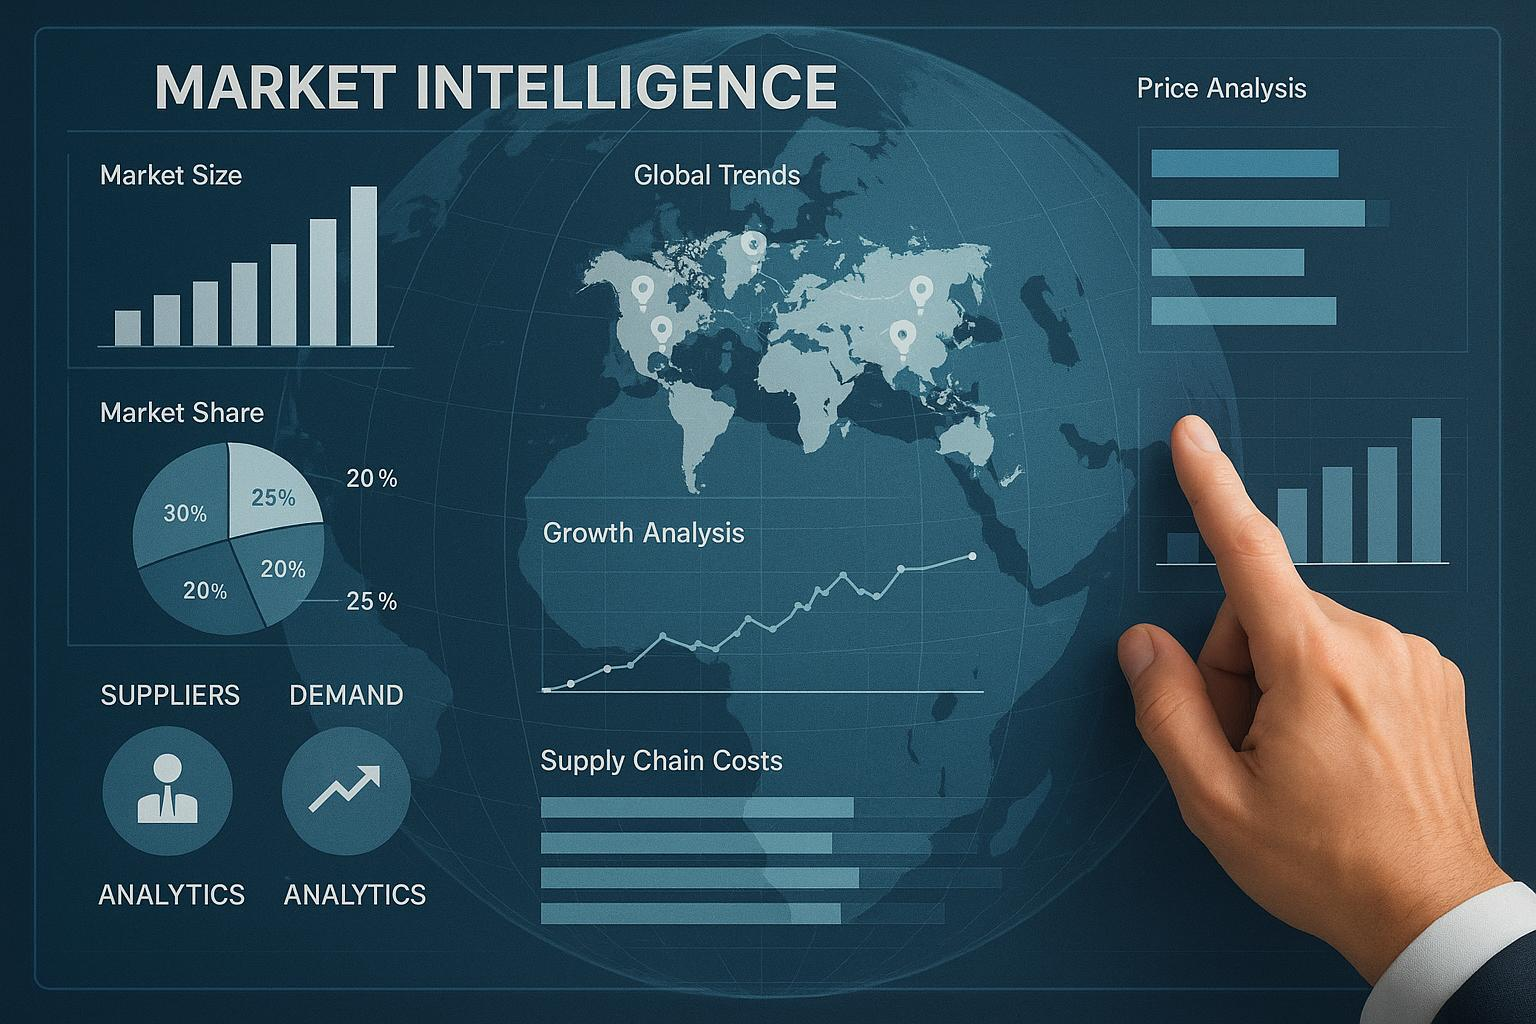 MARKET INTELLIGENCE
Market Size
Market Share
30%
25%
20%
20%
20%
25%
SUPPLIERS
DEMAND
ANALYTICS
ANALYTICS
Global Trends
Growth Analysis
Supply Chain Costs
Price Analysis